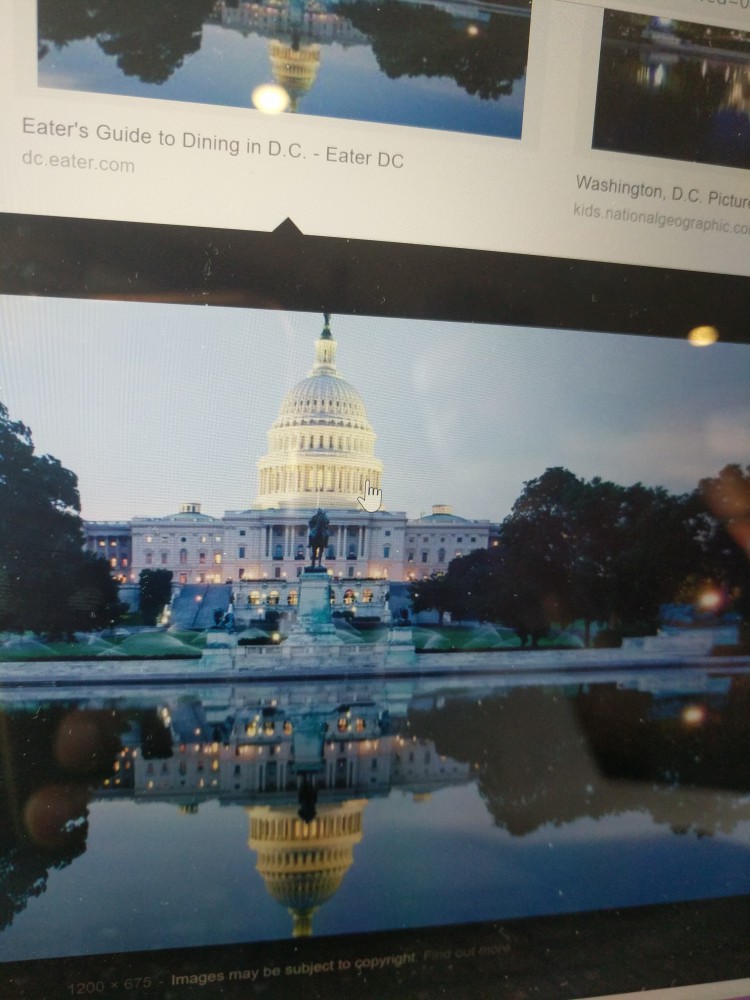 Eater's Guide to Dining in D.C. - Eater DC
dc.eater.com
Washington, D.C.
kids.nationalgeographic.co
1200 × 675 - Images may be subject to copyright. Find out more